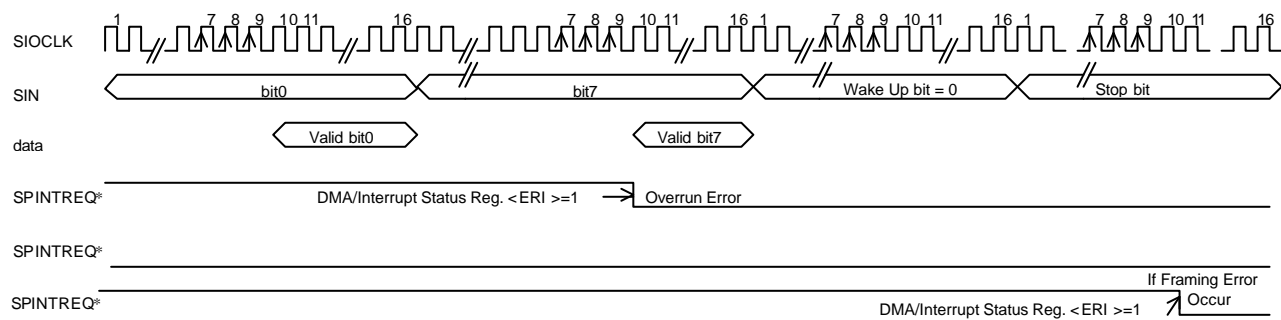 1 7 8 9 10 11 16 7 8 9 10 11 16 1 7 8 9 10 11 16 1 7 8 9 10 11 16
SIOCLK
SIN bit0 bit7 Wake Up bit = 0 Stop bit
data Valid bit0 Valid bit7
SPINTREQ* DMA/Interrupt Status Reg. <ERI >=1 Overrun Error
SPINTREQ*
If Framing Error
SPINTREQ* DMA/Interrupt Status Reg. <ERI >=1 Occur